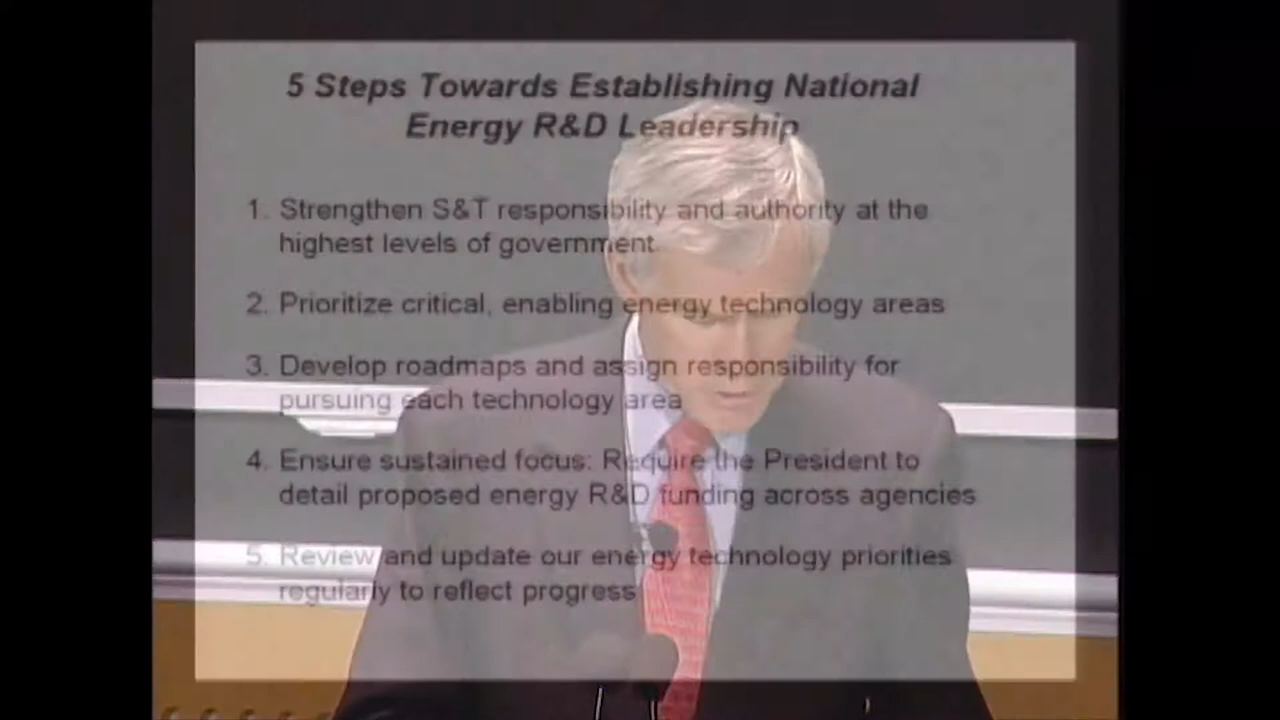 5 Steps Towards Establishing National
Energy R&D Leadership
1. Strengthen S&T responsibility and authority at the
highest levels of government
2. Prioritize critical, enabling energy technology areas
3. Develop roadmaps and assign responsibility for
pursuing each technology area
4. Ensure sustained focus: Require the President to
detail proposed energy R&D funding across agencies
5. Review and update our energy technology priorities
regularly to reflect progress